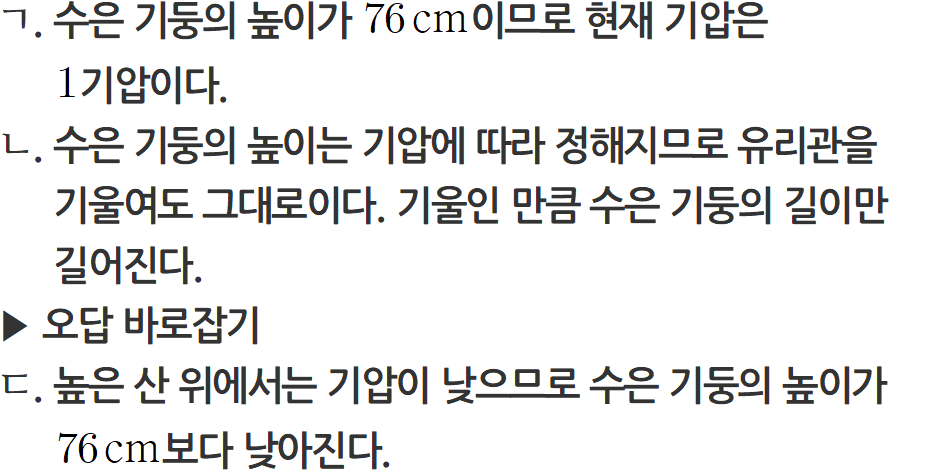 ㄱ. 수은 기둥의 높이가 76 cm이므로 현재 기압은
1기압이다.
ㄴ. 수은 기둥의 높이는 기압에 따라 정해지므로 유리관을
기울여도 그대로이다. 기울인 만큼 수은 기둥의 길이만
길어진다.
▶ 오답 바로잡기
ㄷ. 높은 산 위에서는 기압이 낮으므로 수은 기둥의 높이가
76 cm보다 낮아진다.